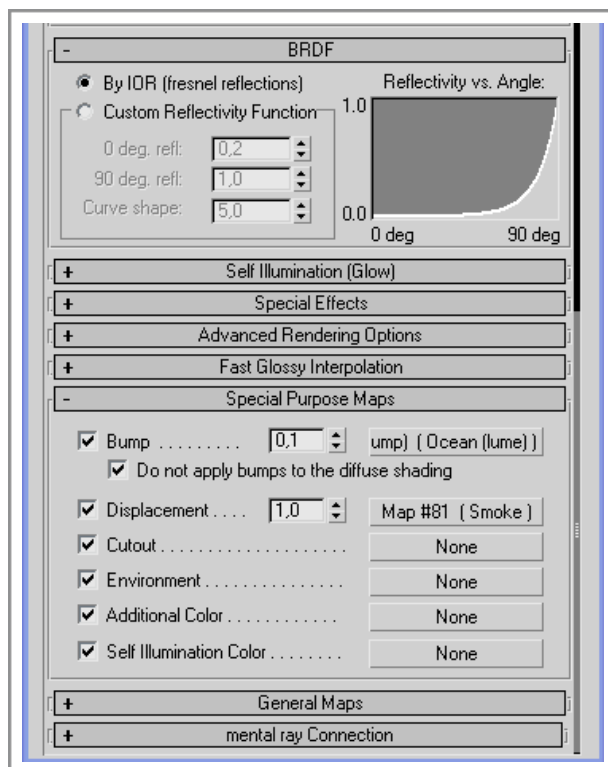 - BRDF
By IOR (fresnel reflections)
Reflectivity vs. Angle:
Custom Reflectivity Function
1.0
0 deg. refl: 0,2
90 deg. refl: 1,0
Curve shape: 5,0
0.0
0 deg 90 deg
+ Self Illumination (Glow)
+ Special Effects
+ Advanced Rendering Options
+ Fast Glossy Interpolation
- Special Purpose Maps
Bump . . . . . . . . . 0,1 ump) ( Ocean (lume) )
Do not apply bumps to the diffuse shading
Displacement . . . . 1,0 Map #81 ( Smoke )
Cutout . . . . . . . . . . . . . . . . . . . . None
Environment . . . . . . . . . . . . . . . None
Additional Color . . . . . . . . . . . . None
Self Illumination Color . . . . . . . . None
+ General Maps
+ mental ray Connection